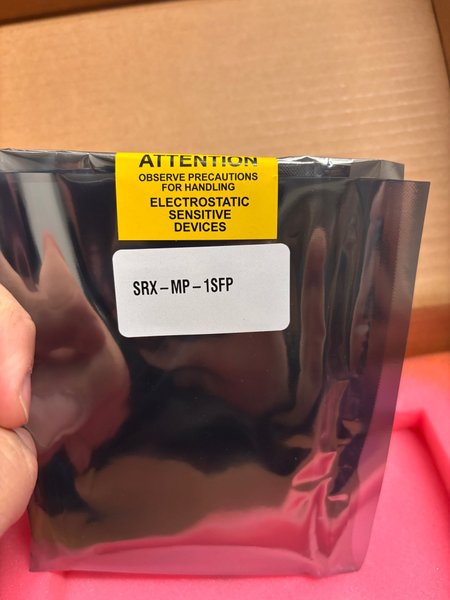 ATTENTION
OBSERVE PRECAUTIONS
FOR HANDLING
ELECTROSTATIC
SENSITIVE
DEVICES
SRX-MP-1SFP